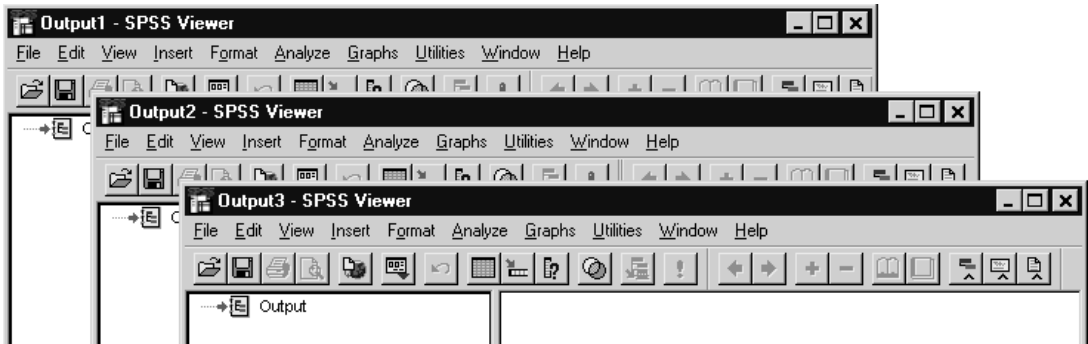 Output1 - SPSS Viewer
File Edit View Insert Format Analyze Graphs Utilities Window Help
Output2 - SPSS Viewer
File Edit View Insert Format Analyze Graphs Utilities Window Help
Output3 - SPSS Viewer
File Edit View Insert Format Analyze Graphs Utilities Window Help
Output